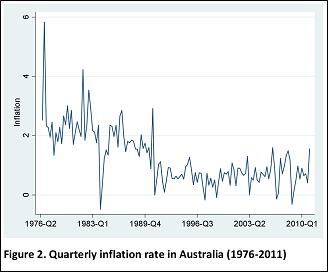 6
4
2
0
Inflation
1976-Q2 1983-Q1 1989-Q4 1996-Q3 2003-Q2 2010-Q1
Figure 2. Quarterly inflation rate in Australia (1976-2011)